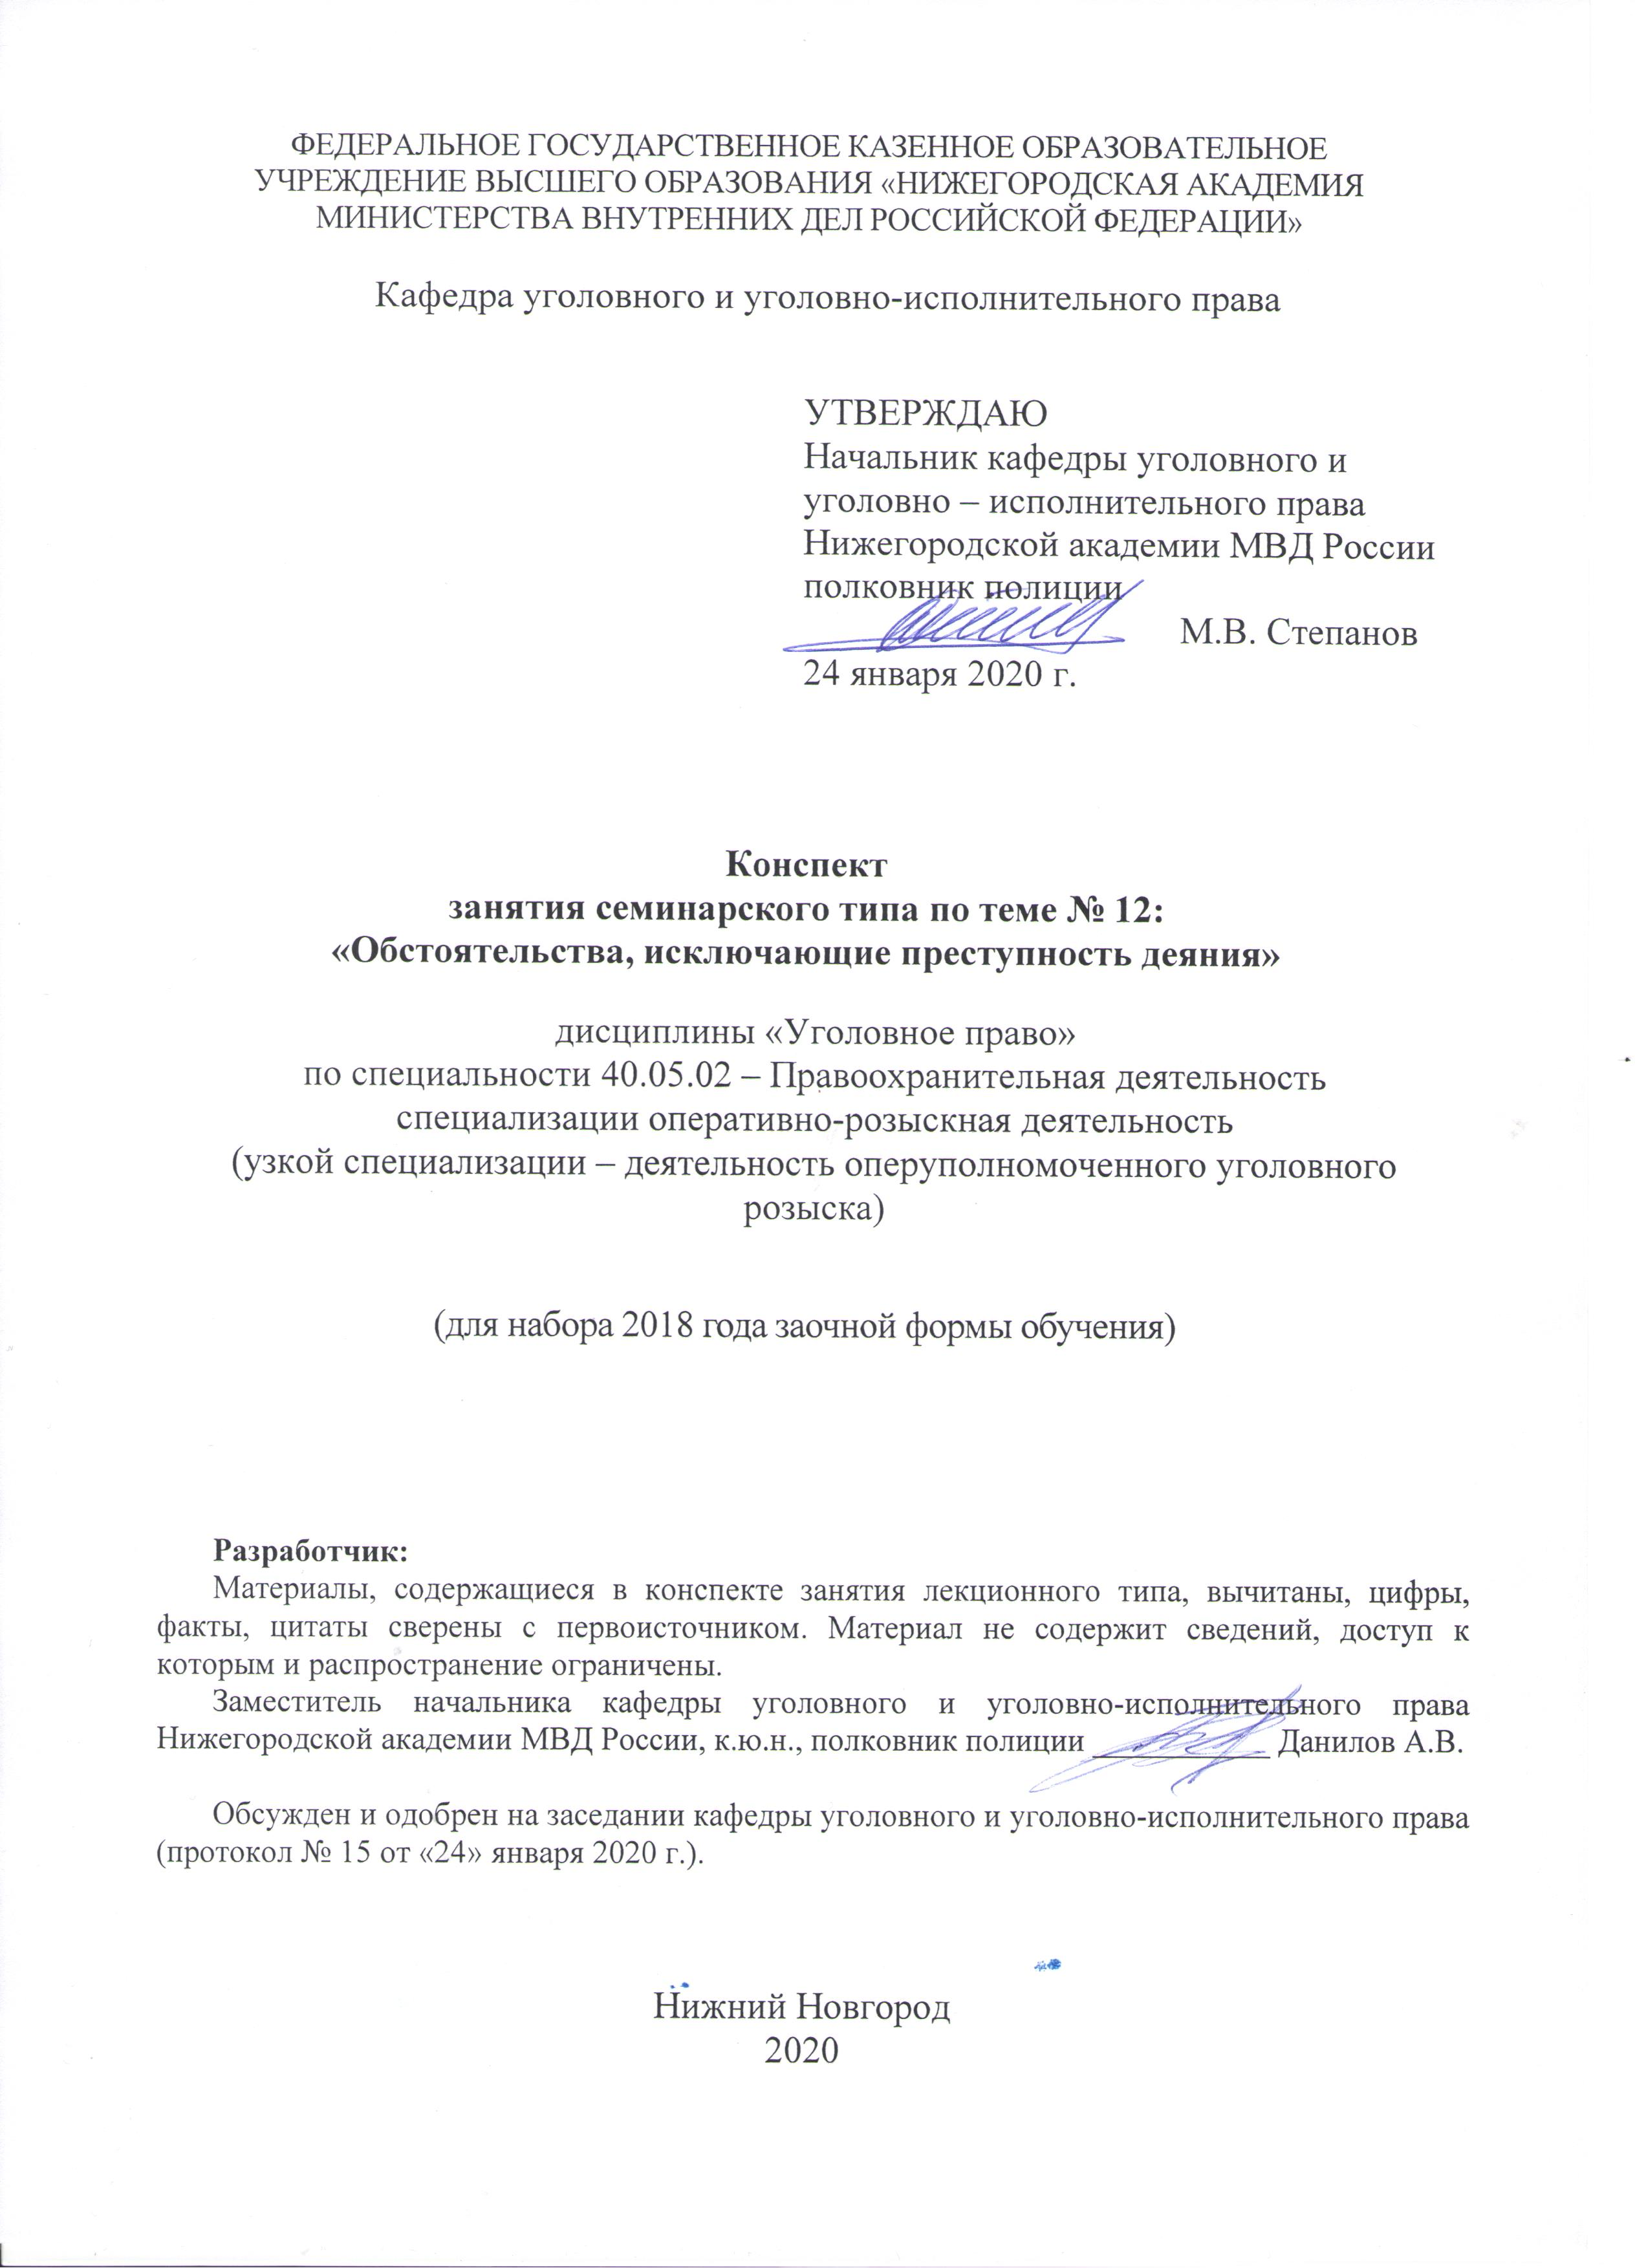 ФЕДЕРАЛЬНОЕ ГОСУДАРСТВЕННОЕ КАЗЕННОЕ ОБРАЗОВАТЕЛЬНОЕ
УЧРЕЖДЕНИЕ ВЫСШЕГО ОБРАЗОВАНИЯ «НИЖЕГОРОДСКАЯ АКАДЕМИЯ
МИНИСТЕРСТВА ВНУТРЕННИХ ДЕЛ РОССИЙСКОЙ ФЕДЕРАЦИИ»
Кафедра уголовного и уголовно-исполнительного права
УТВЕРЖДАЮ
Начальник кафедры уголовного и
уголовно – исполнительного права
Нижегородской академии МВД России
полковник полиции
М.В. Степанов
24 января 2020 г.
Конспект
занятия семинарского типа по теме № 12:
«Обстоятельства, исключающие преступность деяния»
дисциплины «Уголовное право»
по специальности 40.05.02 – Правоохранительная деятельность
специализации оперативно-розыскная деятельность
(узкой специализации – деятельность оперуполномоченного уголовного
розыска)
(для набора 2018 года заочной формы обучения)
Разработчик:
Материалы, содержащиеся в конспекте занятия лекционного типа, вычитаны, цифры,
факты, цитаты сверены с первоисточником. Материал не содержит сведений, доступ к
которым и распространение ограничены.
Заместитель начальника кафедры уголовного и уголовно-исполнительного права
Нижегородской академии МВД России, к.ю.н., полковник полиции ____________ Данилов А.В.
Обсужден и одобрен на заседании кафедры уголовного и уголовно-исполнительного права
(протокол № 15 от «24» января 2020 г.).
Нижний Новгород
2020